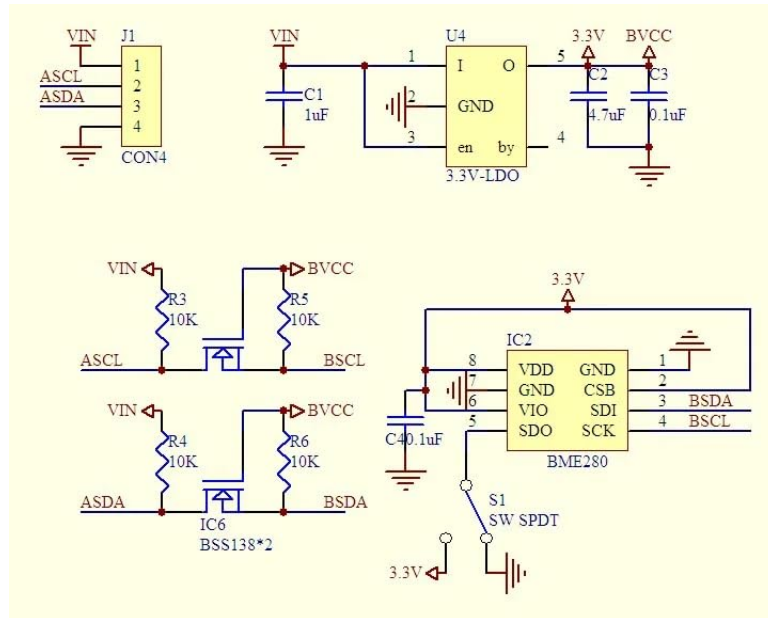 VIN J1
1
ASCL 2
ASDA 3
4
CON4
VIN U4 3.3V BVCC
1 I O 5
C1 1uF
2 GND
3 en by 4
3.3V-LDO
C2 4.7uF
C3 0.1uF
VIN BVCC
R3 10K
R5 10K
ASCL BSCL
VIN BVCC
R4 10K
R6 10K
ASDA BSDA
IC6
BSS138*2
3.3V
IC2
8 VDD GND 1
7 GND CSB 2
6 VIO SDI 3 BSDA
5 SDO SCK 4 BSCL
C4 0.1uF
BME280
S1
SW SPDT
3.3V